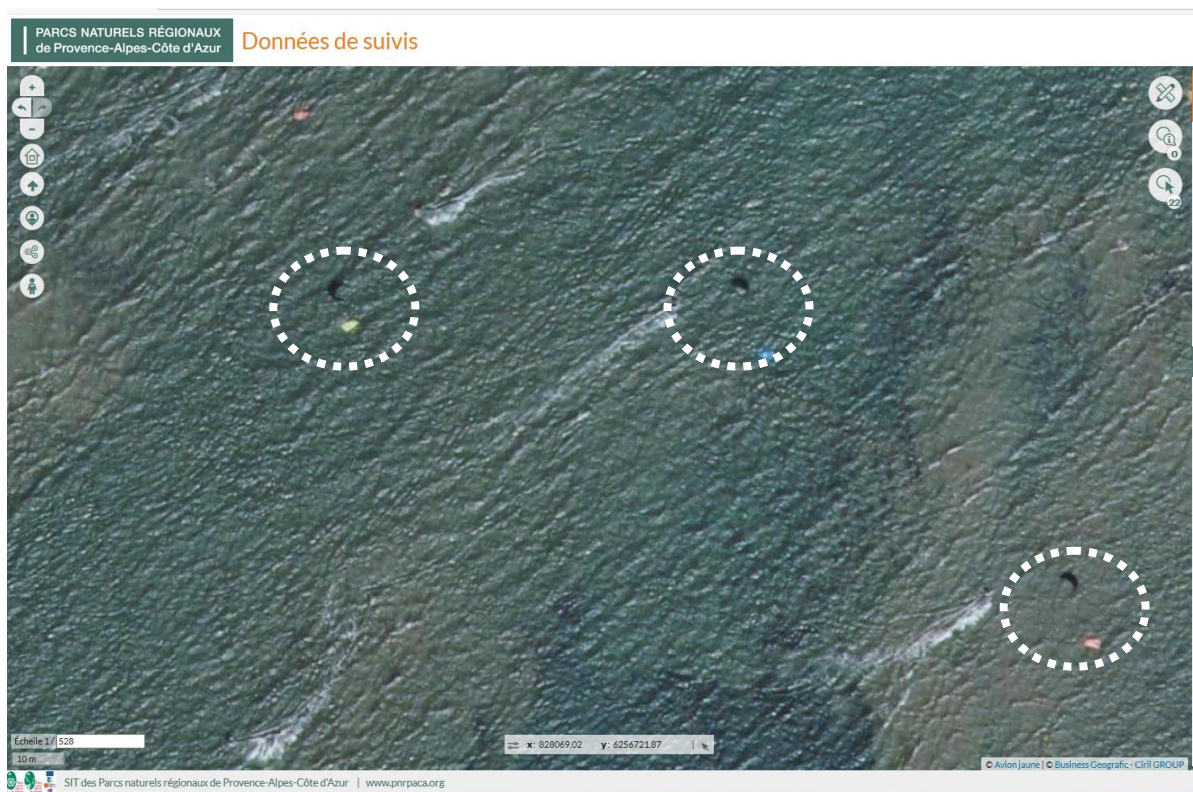 PARCS NATURELS RÉGIONAUX
de Provence-Alpes-Côte d'Azur
Données de suivis
0
22
Échelle 1/ 528
10 m
x: 828069.02 y: 6256721.87
© Avion jaune | © Business Geografic - Ciril GROUP
SIT des Parcs naturels régionaux de Provence-Alpes-Côte d'Azur | www.pnrpaca.org